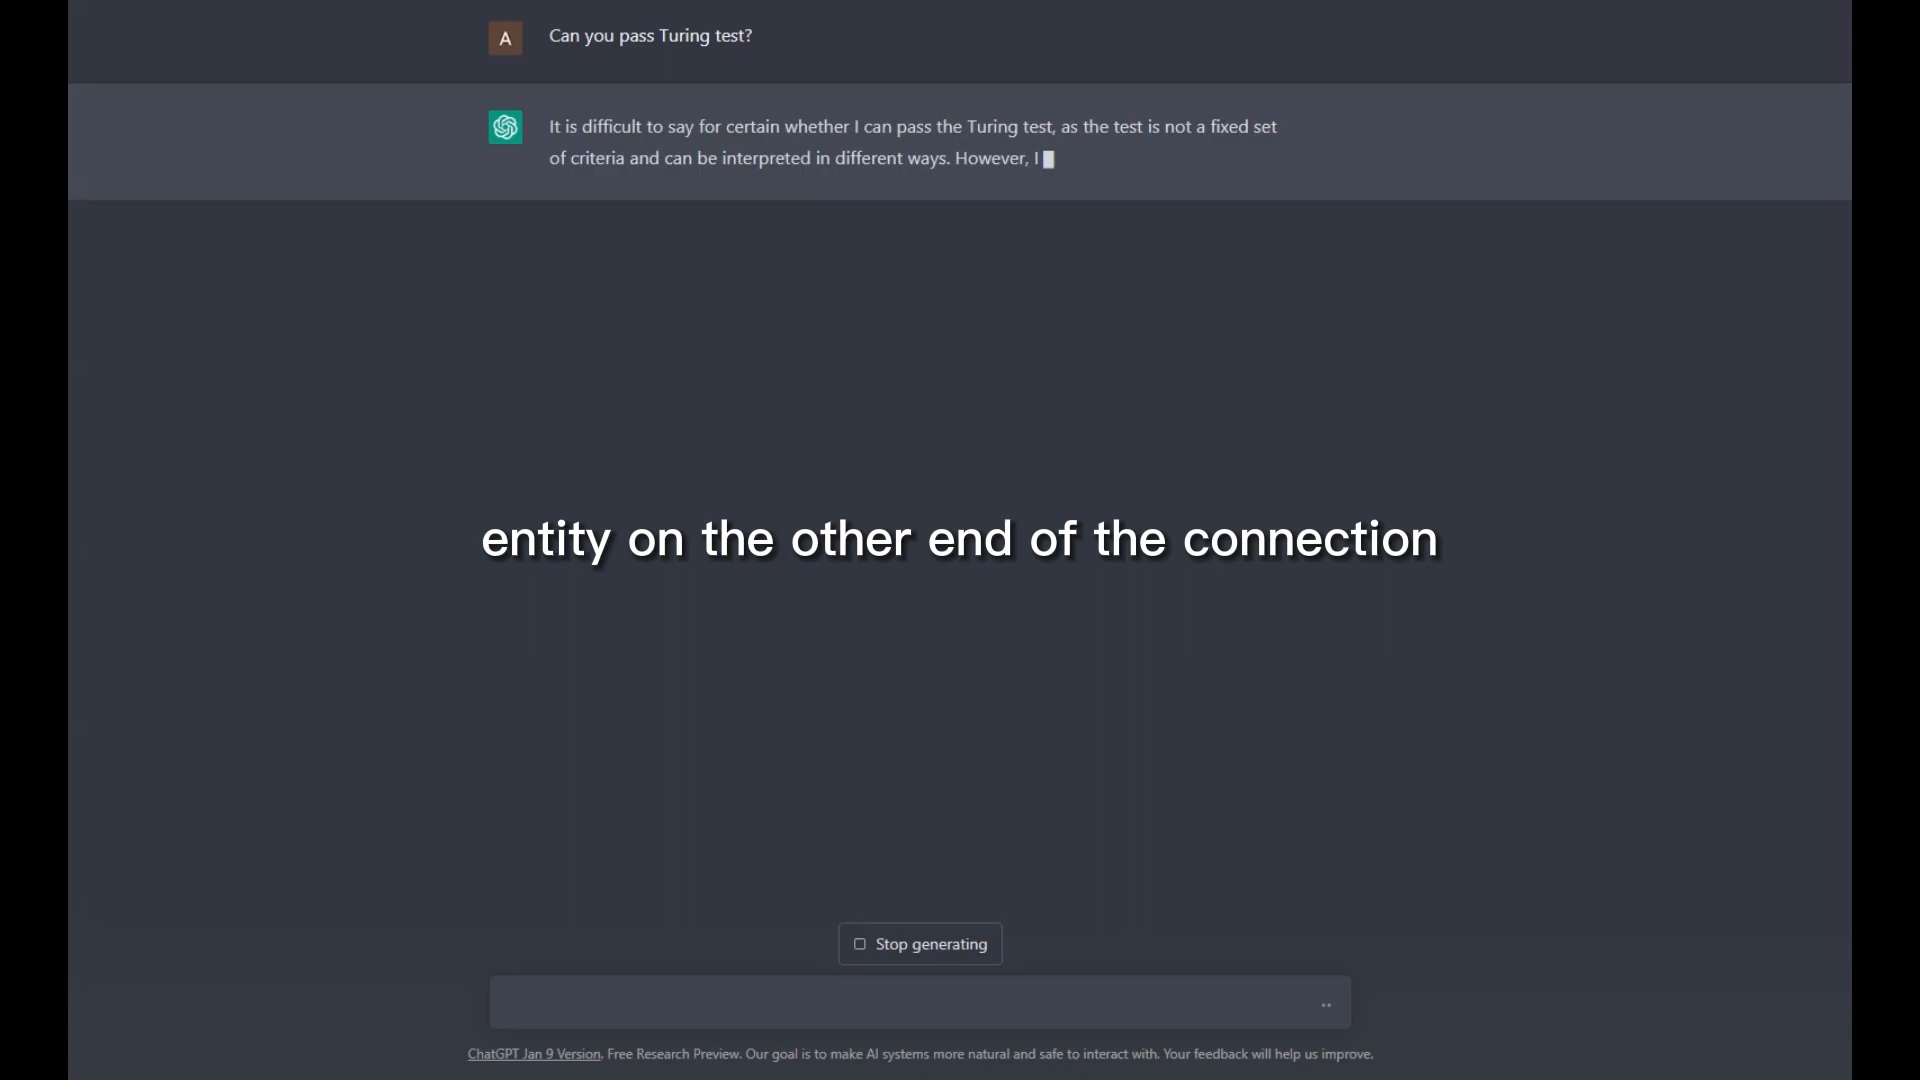 A
Can you pass Turing test?
It is difficult to say for certain whether I can pass the Turing test, as the test is not a fixed set
of criteria and can be interpreted in different ways. However, I
entity on the other end of the connection
Stop generating
ChatGPT Jan 9 Version. Free Research Preview. Our goal is to make AI systems more natural and safe to interact with. Your feedback will help us improve.